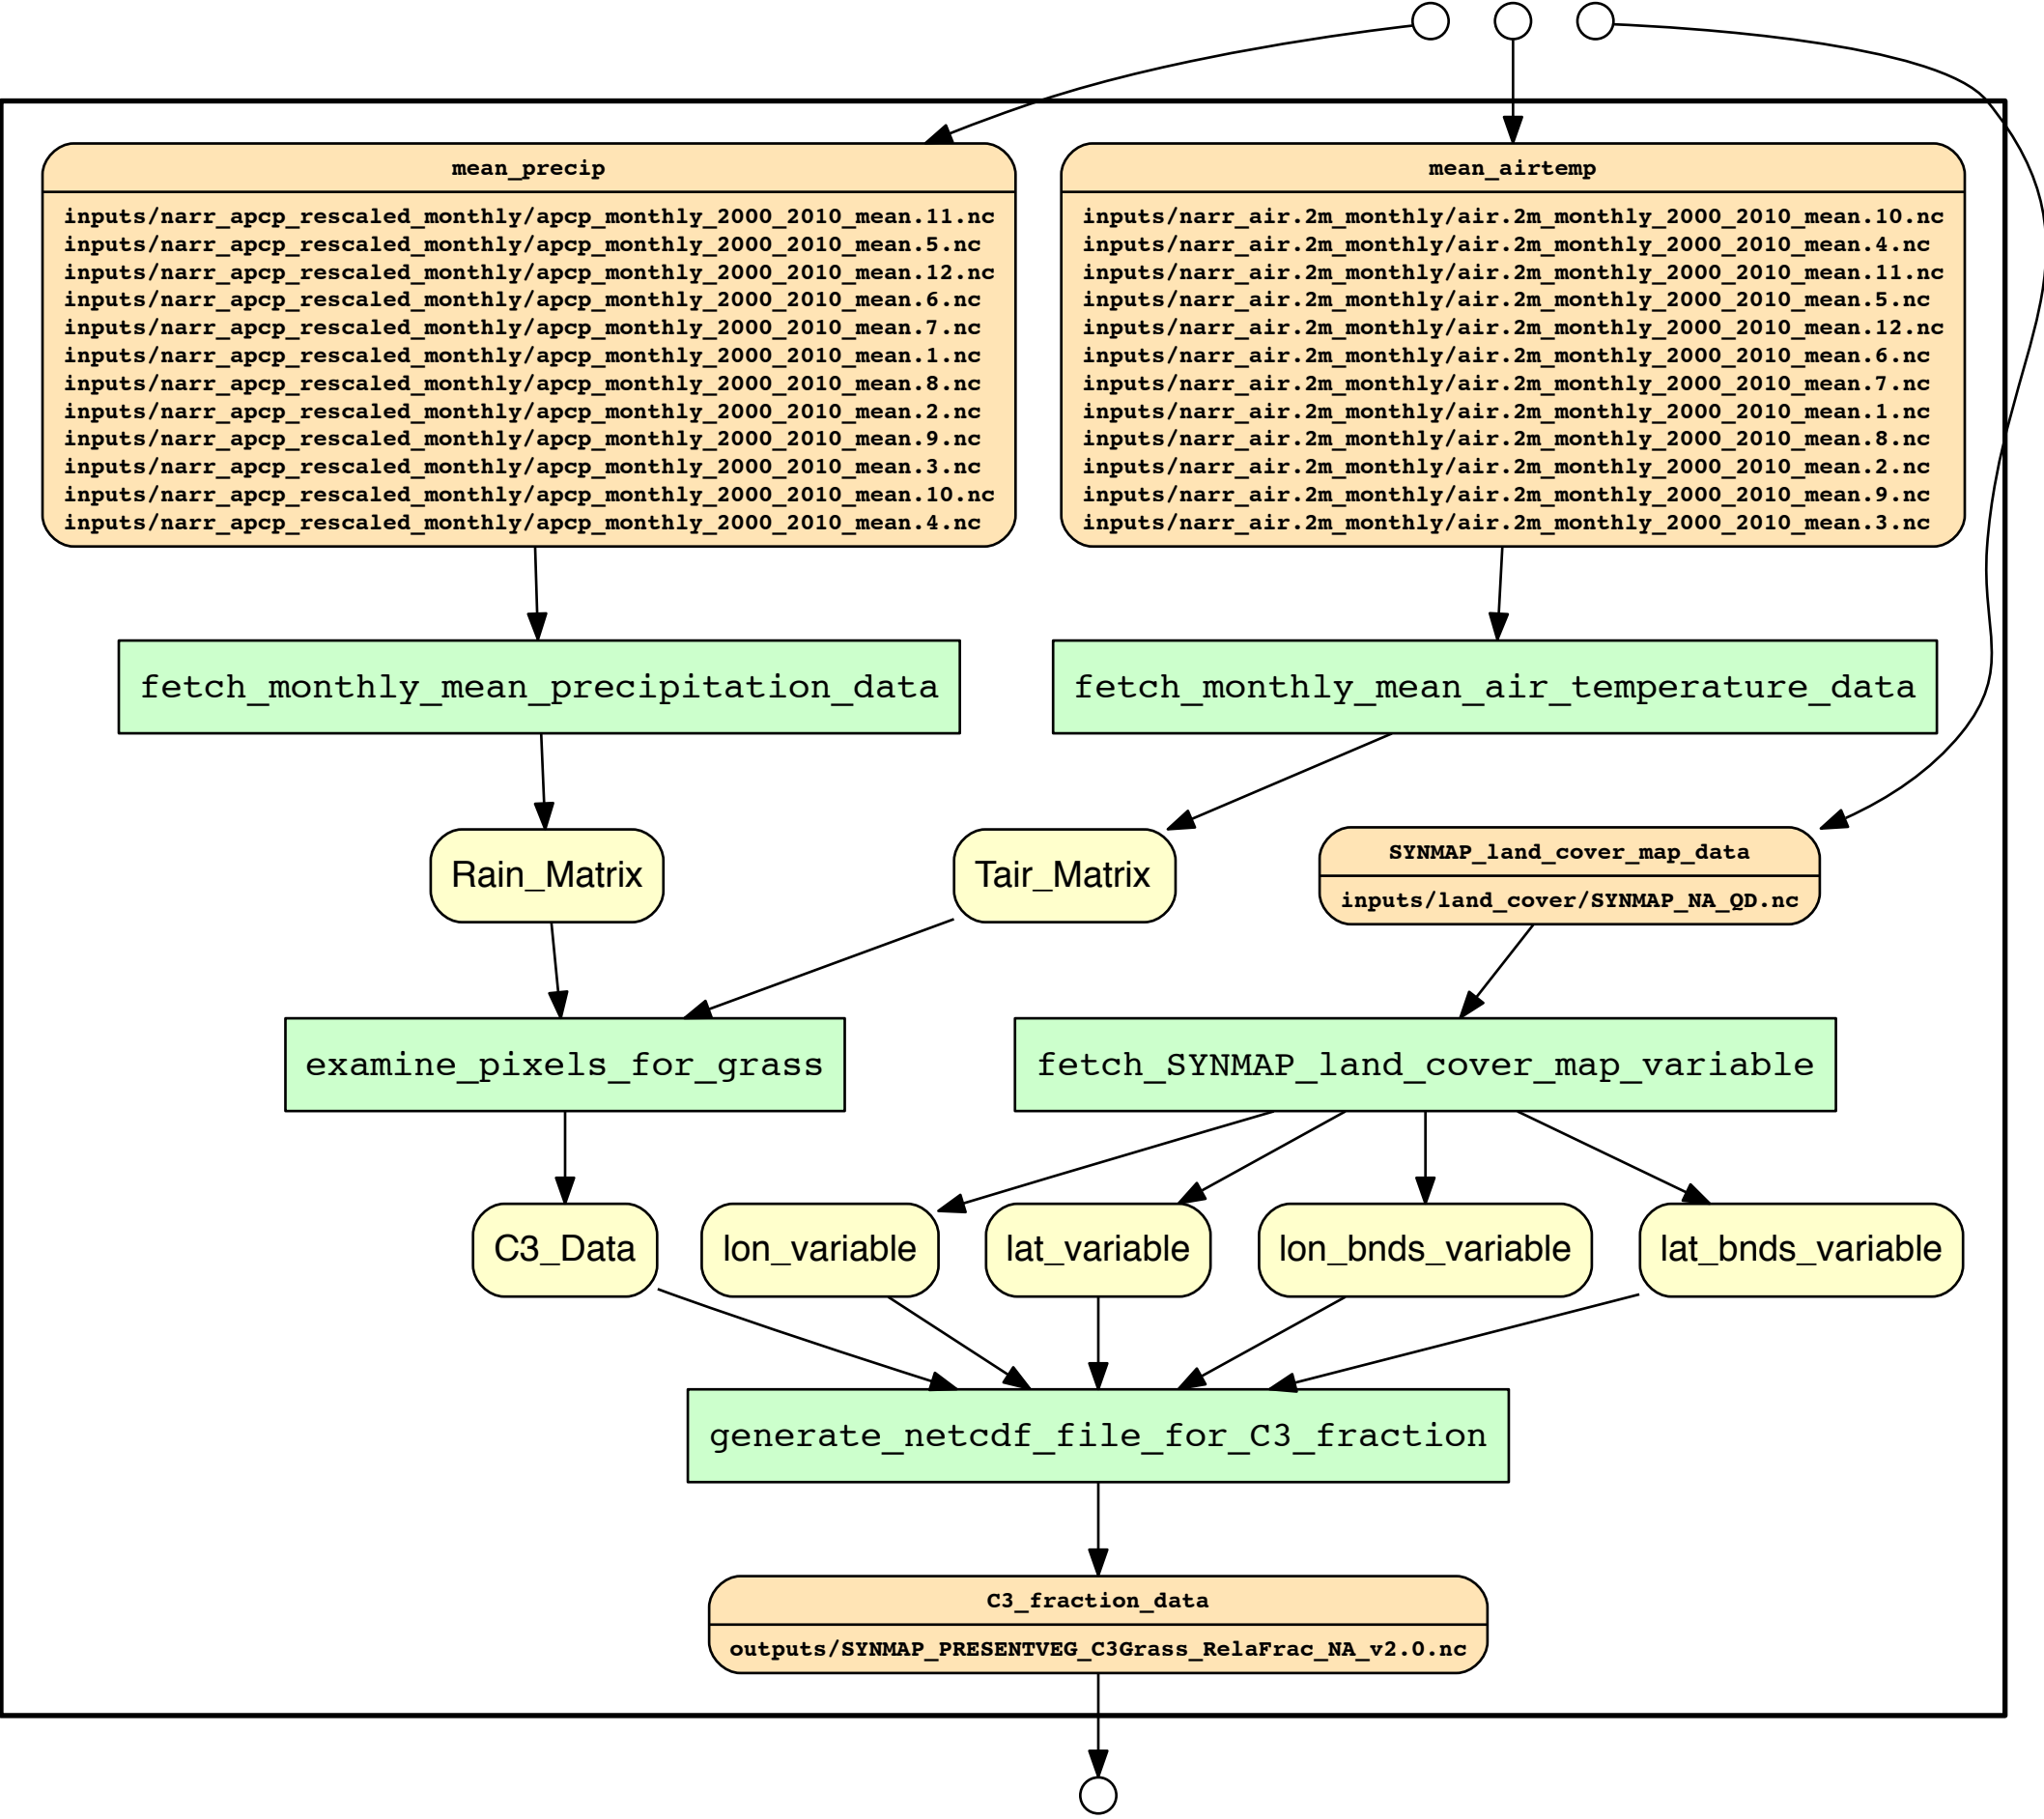 mean_precip
inputs/narr_apcp_rescaled_monthly/apcp_monthly_2000_2010_mean.11.nc
inputs/narr_apcp_rescaled_monthly/apcp_monthly_2000_2010_mean.5.nc
inputs/narr_apcp_rescaled_monthly/apcp_monthly_2000_2010_mean.12.nc
inputs/narr_apcp_rescaled_monthly/apcp_monthly_2000_2010_mean.6.nc
inputs/narr_apcp_rescaled_monthly/apcp_monthly_2000_2010_mean.7.nc
inputs/narr_apcp_rescaled_monthly/apcp_monthly_2000_2010_mean.1.nc
inputs/narr_apcp_rescaled_monthly/apcp_monthly_2000_2010_mean.8.nc
inputs/narr_apcp_rescaled_monthly/apcp_monthly_2000_2010_mean.2.nc
inputs/narr_apcp_rescaled_monthly/apcp_monthly_2000_2010_mean.9.nc
inputs/narr_apcp_rescaled_monthly/apcp_monthly_2000_2010_mean.3.nc
inputs/narr_apcp_rescaled_monthly/apcp_monthly_2000_2010_mean.10.nc
inputs/narr_apcp_rescaled_monthly/apcp_monthly_2000_2010_mean.4.nc
mean_airtemp
inputs/narr_air.2m_monthly/air.2m_monthly_2000_2010_mean.10.nc
inputs/narr_air.2m_monthly/air.2m_monthly_2000_2010_mean.4.nc
inputs/narr_air.2m_monthly/air.2m_monthly_2000_2010_mean.11.nc
inputs/narr_air.2m_monthly/air.2m_monthly_2000_2010_mean.5.nc
inputs/narr_air.2m_monthly/air.2m_monthly_2000_2010_mean.12.nc
inputs/narr_air.2m_monthly/air.2m_monthly_2000_2010_mean.6.nc
inputs/narr_air.2m_monthly/air.2m_monthly_2000_2010_mean.7.nc
inputs/narr_air.2m_monthly/air.2m_monthly_2000_2010_mean.1.nc
inputs/narr_air.2m_monthly/air.2m_monthly_2000_2010_mean.8.nc
inputs/narr_air.2m_monthly/air.2m_monthly_2000_2010_mean.2.nc
inputs/narr_air.2m_monthly/air.2m_monthly_2000_2010_mean.9.nc
inputs/narr_air.2m_monthly/air.2m_monthly_2000_2010_mean.3.nc
fetch_monthly_mean_precipitation_data
fetch_monthly_mean_air_temperature_data
Rain_Matrix
Tair_Matrix
SYNMAP_land_cover_map_data
inputs/land_cover/SYNMAP_NA_QD.nc
examine_pixels_for_grass
fetch_SYNMAP_land_cover_map_variable
C3_Data
lon_variable
lat_variable
lon_bnds_variable
lat_bnds_variable
generate_netcdf_file_for_C3_fraction
C3_fraction_data
outputs/SYNMAP_PRESENTVEG_C3Grass_RelaFrac_NA_v2.0.nc